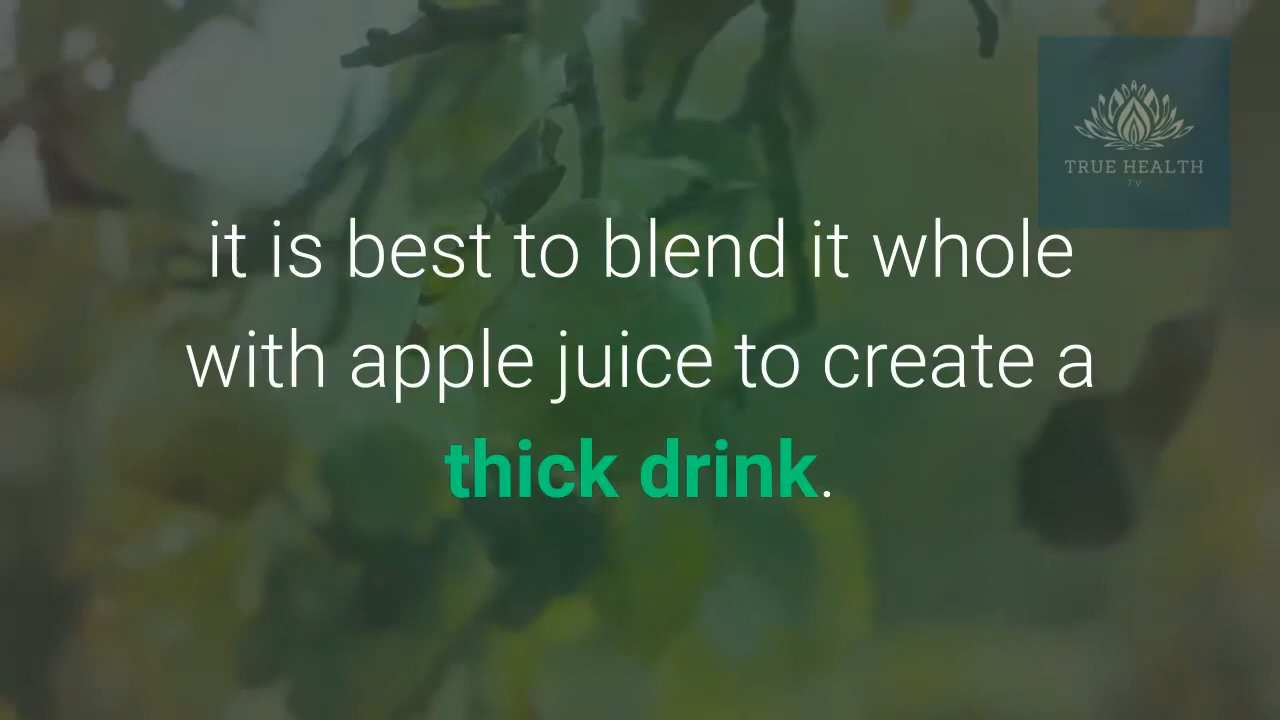 TRUE HEALTH
TV
it is best to blend it whole
with apple juice to create a
thick drink.